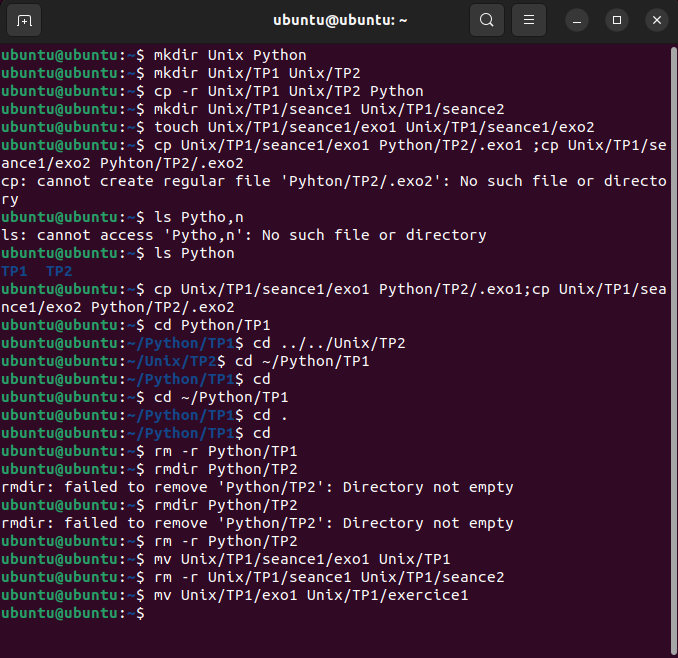 ubuntu@ubuntu: ~
ubuntu@ubuntu:~$ mkdir Unix Python
ubuntu@ubuntu:~$ mkdir Unix/TP1 Unix/TP2
ubuntu@ubuntu:~$ cp -r Unix/TP1 Unix/TP2 Python
ubuntu@ubuntu:~$ mkdir Unix/TP1/seance1 Unix/TP1/seance2
ubuntu@ubuntu:~$ touch Unix/TP1/seance1/exo1 Unix/TP1/seance1/exo2
ubuntu@ubuntu:~$ cp Unix/TP1/seance1/exo1 Python/TP2/.exo1 ;cp Unix/TP1/se
ance1/exo2 Pyhton/TP2/.exo2
cp: cannot create regular file 'Pyhton/TP2/.exo2': No such file or directo
ry
ubuntu@ubuntu:~$ ls Pytho,n
ls: cannot access 'Pytho,n': No such file or directory
ubuntu@ubuntu:~$ ls Python
TP1  TP2
ubuntu@ubuntu:~$ cp Unix/TP1/seance1/exo1 Python/TP2/.exo1;cp Unix/TP1/sea
nce1/exo2 Python/TP2/.exo2
ubuntu@ubuntu:~$ cd Python/TP1
ubuntu@ubuntu:~/Python/TP1$ cd ../../Unix/TP2
ubuntu@ubuntu:~/Unix/TP2$ cd ~/Python/TP1
ubuntu@ubuntu:~/Python/TP1$ cd
ubuntu@ubuntu:~$ cd ~/Python/TP1
ubuntu@ubuntu:~/Python/TP1$ cd .
ubuntu@ubuntu:~/Python/TP1$ cd
ubuntu@ubuntu:~$ rm -r Python/TP1
ubuntu@ubuntu:~$ rmdir Python/TP2
rmdir: failed to remove 'Python/TP2': Directory not empty
ubuntu@ubuntu:~$ rmdir Python/TP2
rmdir: failed to remove 'Python/TP2': Directory not empty
ubuntu@ubuntu:~$ rm -r Python/TP2
ubuntu@ubuntu:~$ mv Unix/TP1/seance1/exo1 Unix/TP1
ubuntu@ubuntu:~$ rm -r Unix/TP1/seance1 Unix/TP1/seance2
ubuntu@ubuntu:~$ mv Unix/TP1/exo1 Unix/TP1/exercice1
ubuntu@ubuntu:~$